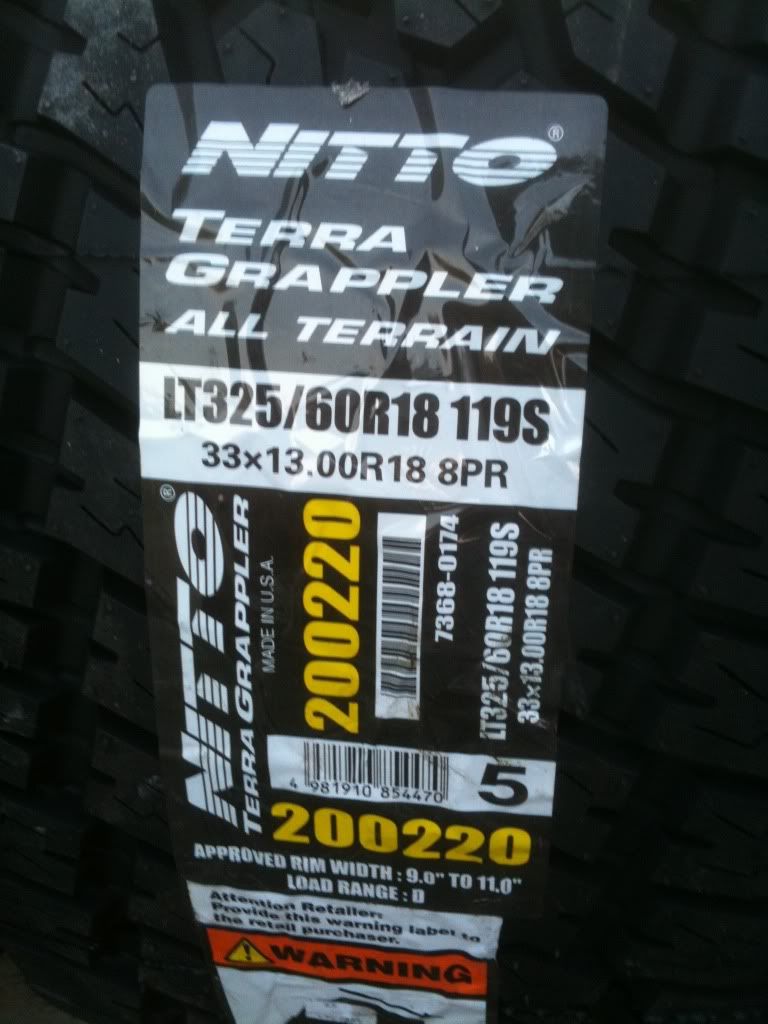 NITTO®
TERRA
GRAPPLER
ALL TERRAIN
LT325/60R18 119S
33×13.00R18 8PR
NITTO®
TERRA GRAPPLER
MADE IN U.S.A.
200220
7368-0174
LT325/60R18 119S
33×13.00R18 8PR
4 981910 854470
5
200220
APPROVED RIM WIDTH : 9.0" TO 11.0"
LOAD RANGE : D
Attention Retailer:
Provide this warning label to
the retail purchaser.
WARNING